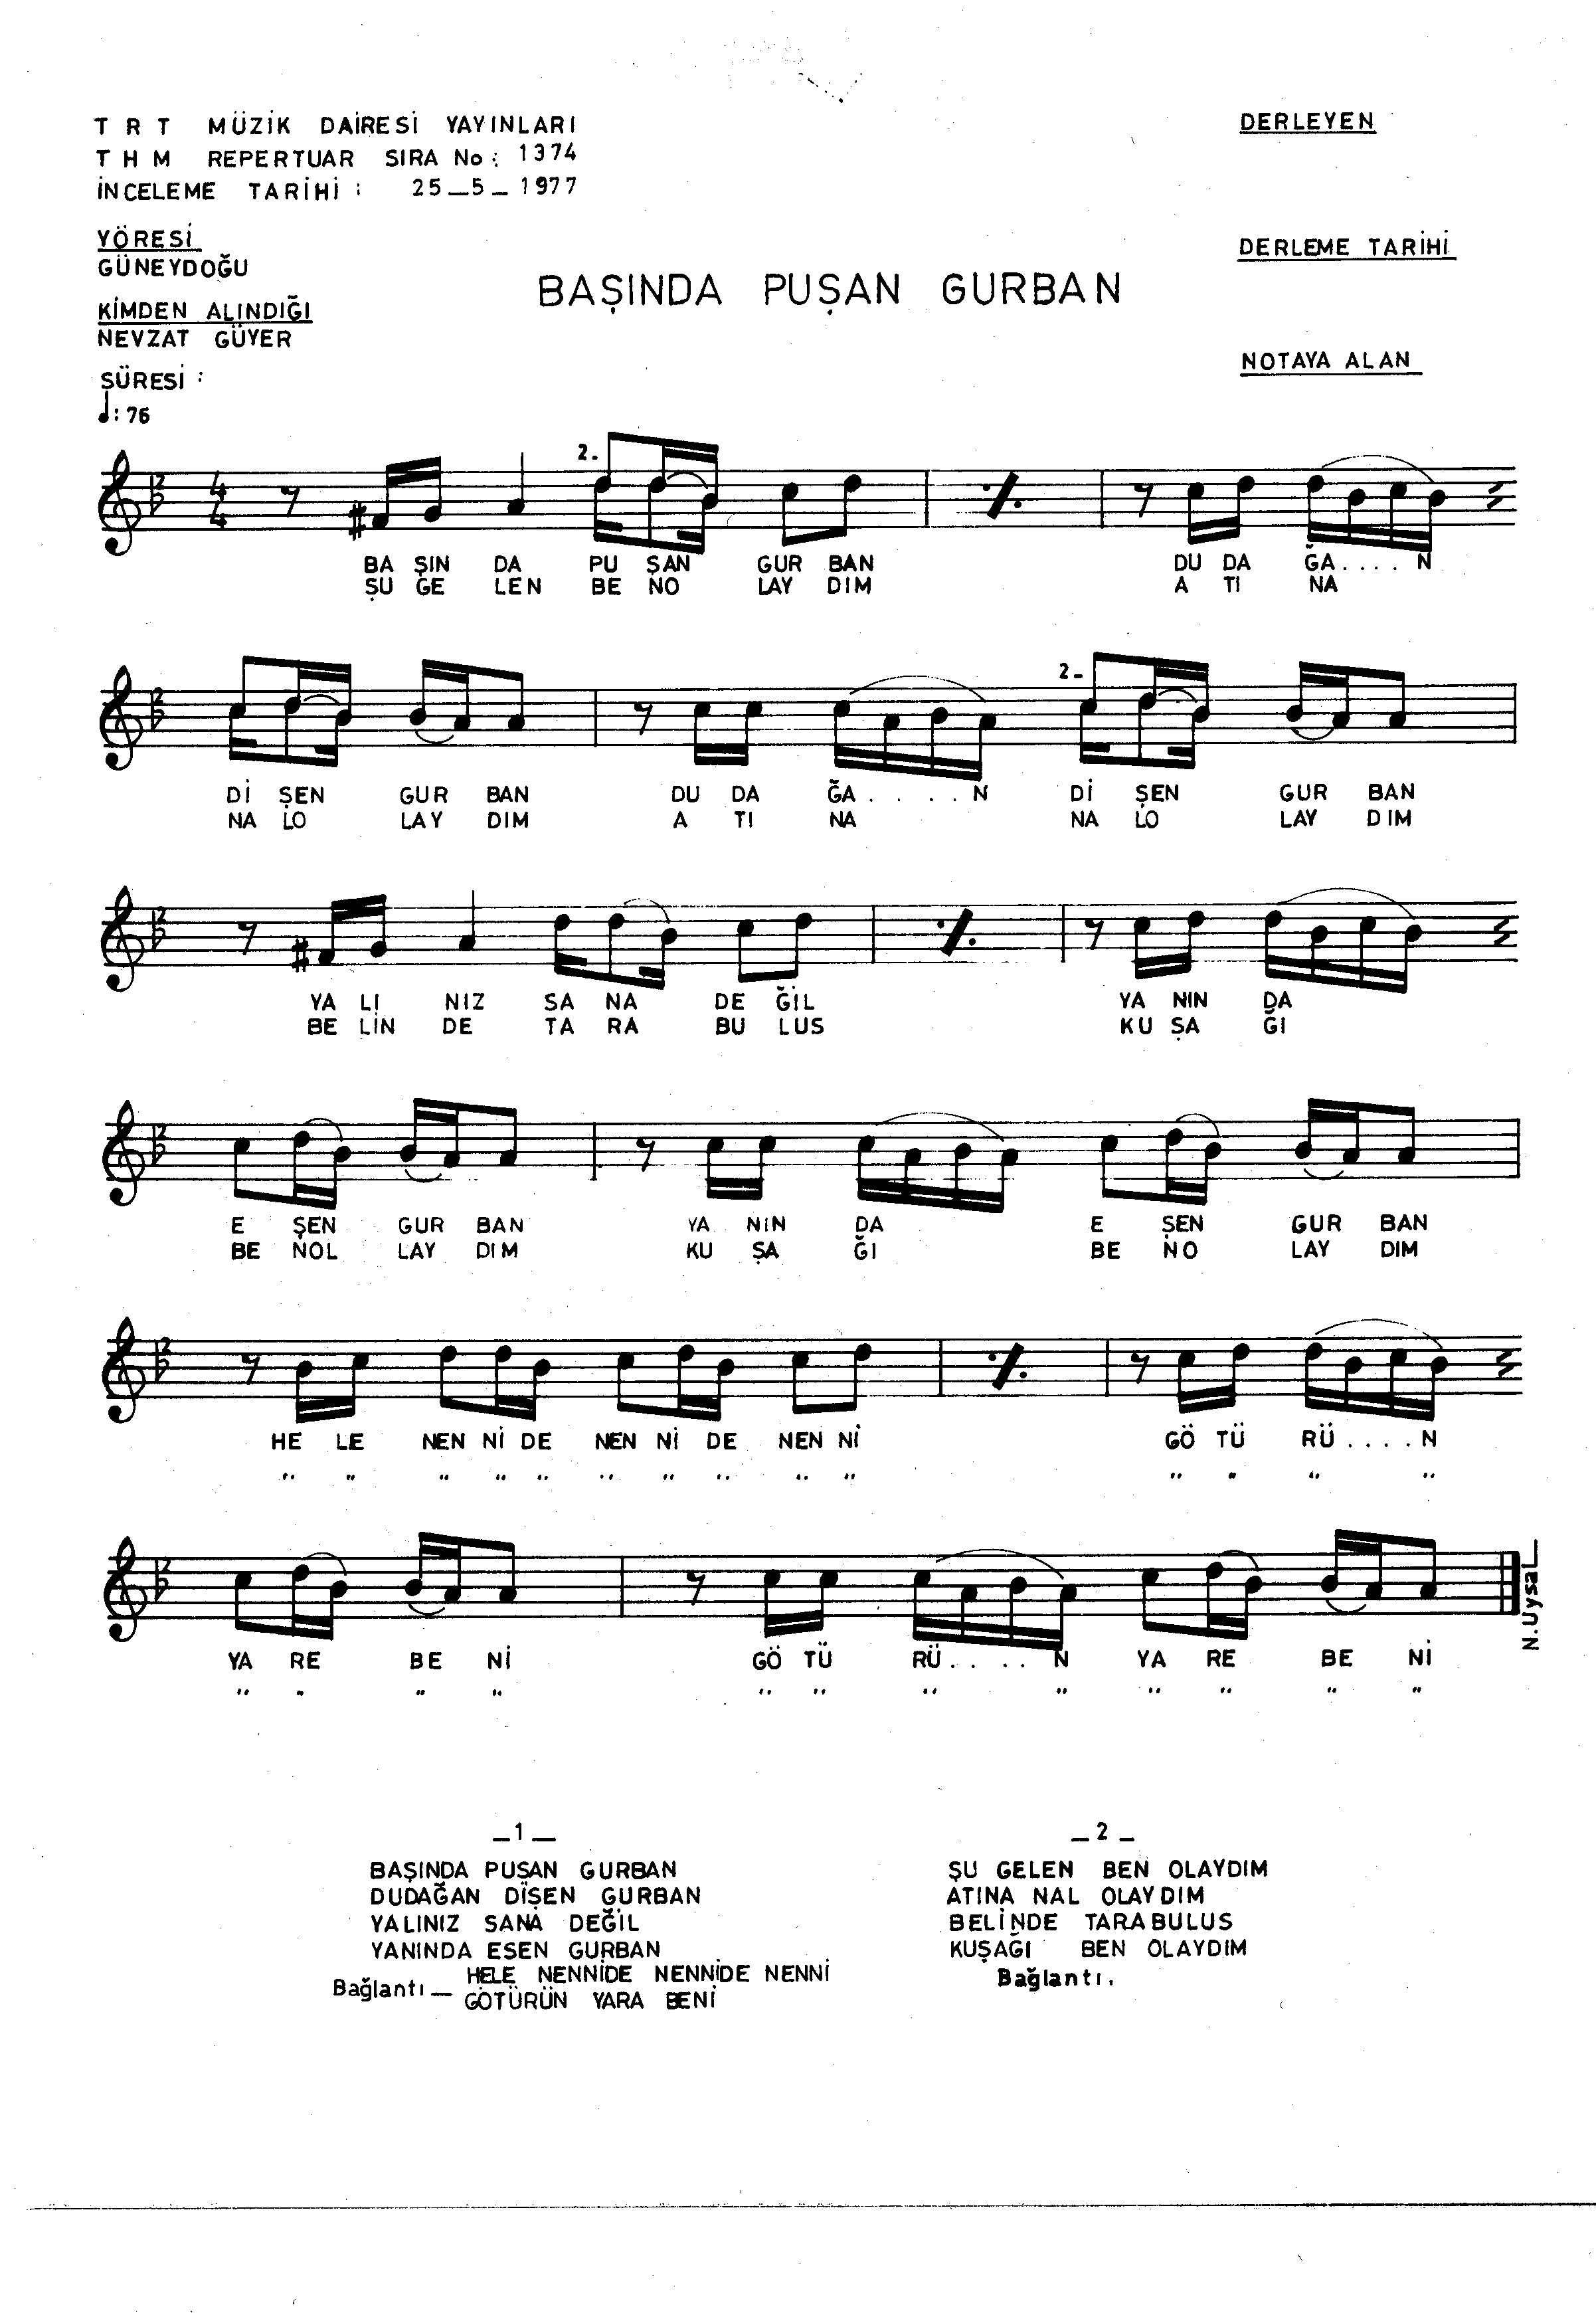 TRT MÜZİK DAİRESİ YAYINLARI
THM REPERTUAR SIRA No: 1374
İNCELEME TARİHİ : 25_5_1977
DERLEYEN
YÖRESİ
GÜNEYDOĞU
DERLEME TARİHİ
BAŞINDA PUŞAN GURBAN
KİMDEN ALINDIĞI
NEVZAT GÜYER
NOTAYA ALAN
SÜRESİ :
: 76
2.
4
4
BA ŞIN DA PU ŞAN GUR BAN DU DA ĞA.... N
ŞU GE LEN BE NO LAY DIM A TI NA
2-
Dİ ŞEN GUR BAN DU DA ĞA.... N Dİ ŞEN GUR BAN
NA LO LAY DIM A TI NA NA LO LAY DIM
YA LI NIZ SA NA DE ĞİL YA NIN DA
BE LİN DE TA RA BU LUS KU ŞA ĞI
E ŞEN GUR BAN YA NIN DA E ŞEN GUR BAN
BE NOL LAY DIM KU ŞA ĞI BE NO LAY DIM
HE LE NEN Nİ DE NEN Nİ DE NEN Nİ GÖ TÜ RÜ.... N
" " " " " " " " " " " " " "
YA RE BE Nİ GÖ TÜ RÜ.... N YA RE BE Nİ
" " " " " " " " " " " "
N.Uysal
_1_
BAŞINDA PUŞAN GURBAN
DUDAĞAN DİŞEN GURBAN
YALINIZ SANA DEĞİL
YANINDA ESEN GURBAN
Bağlantı_ HELE NENNİDE NENNİDE NENNİ
GÖTÜRÜN YARA BENİ
_2_
ŞU GELEN BEN OLAYDIM
ATINA NAL OLAYDIM
BELİNDE TARABULUS
KUŞAĞI BEN OLAYDIM
Bağlantı.